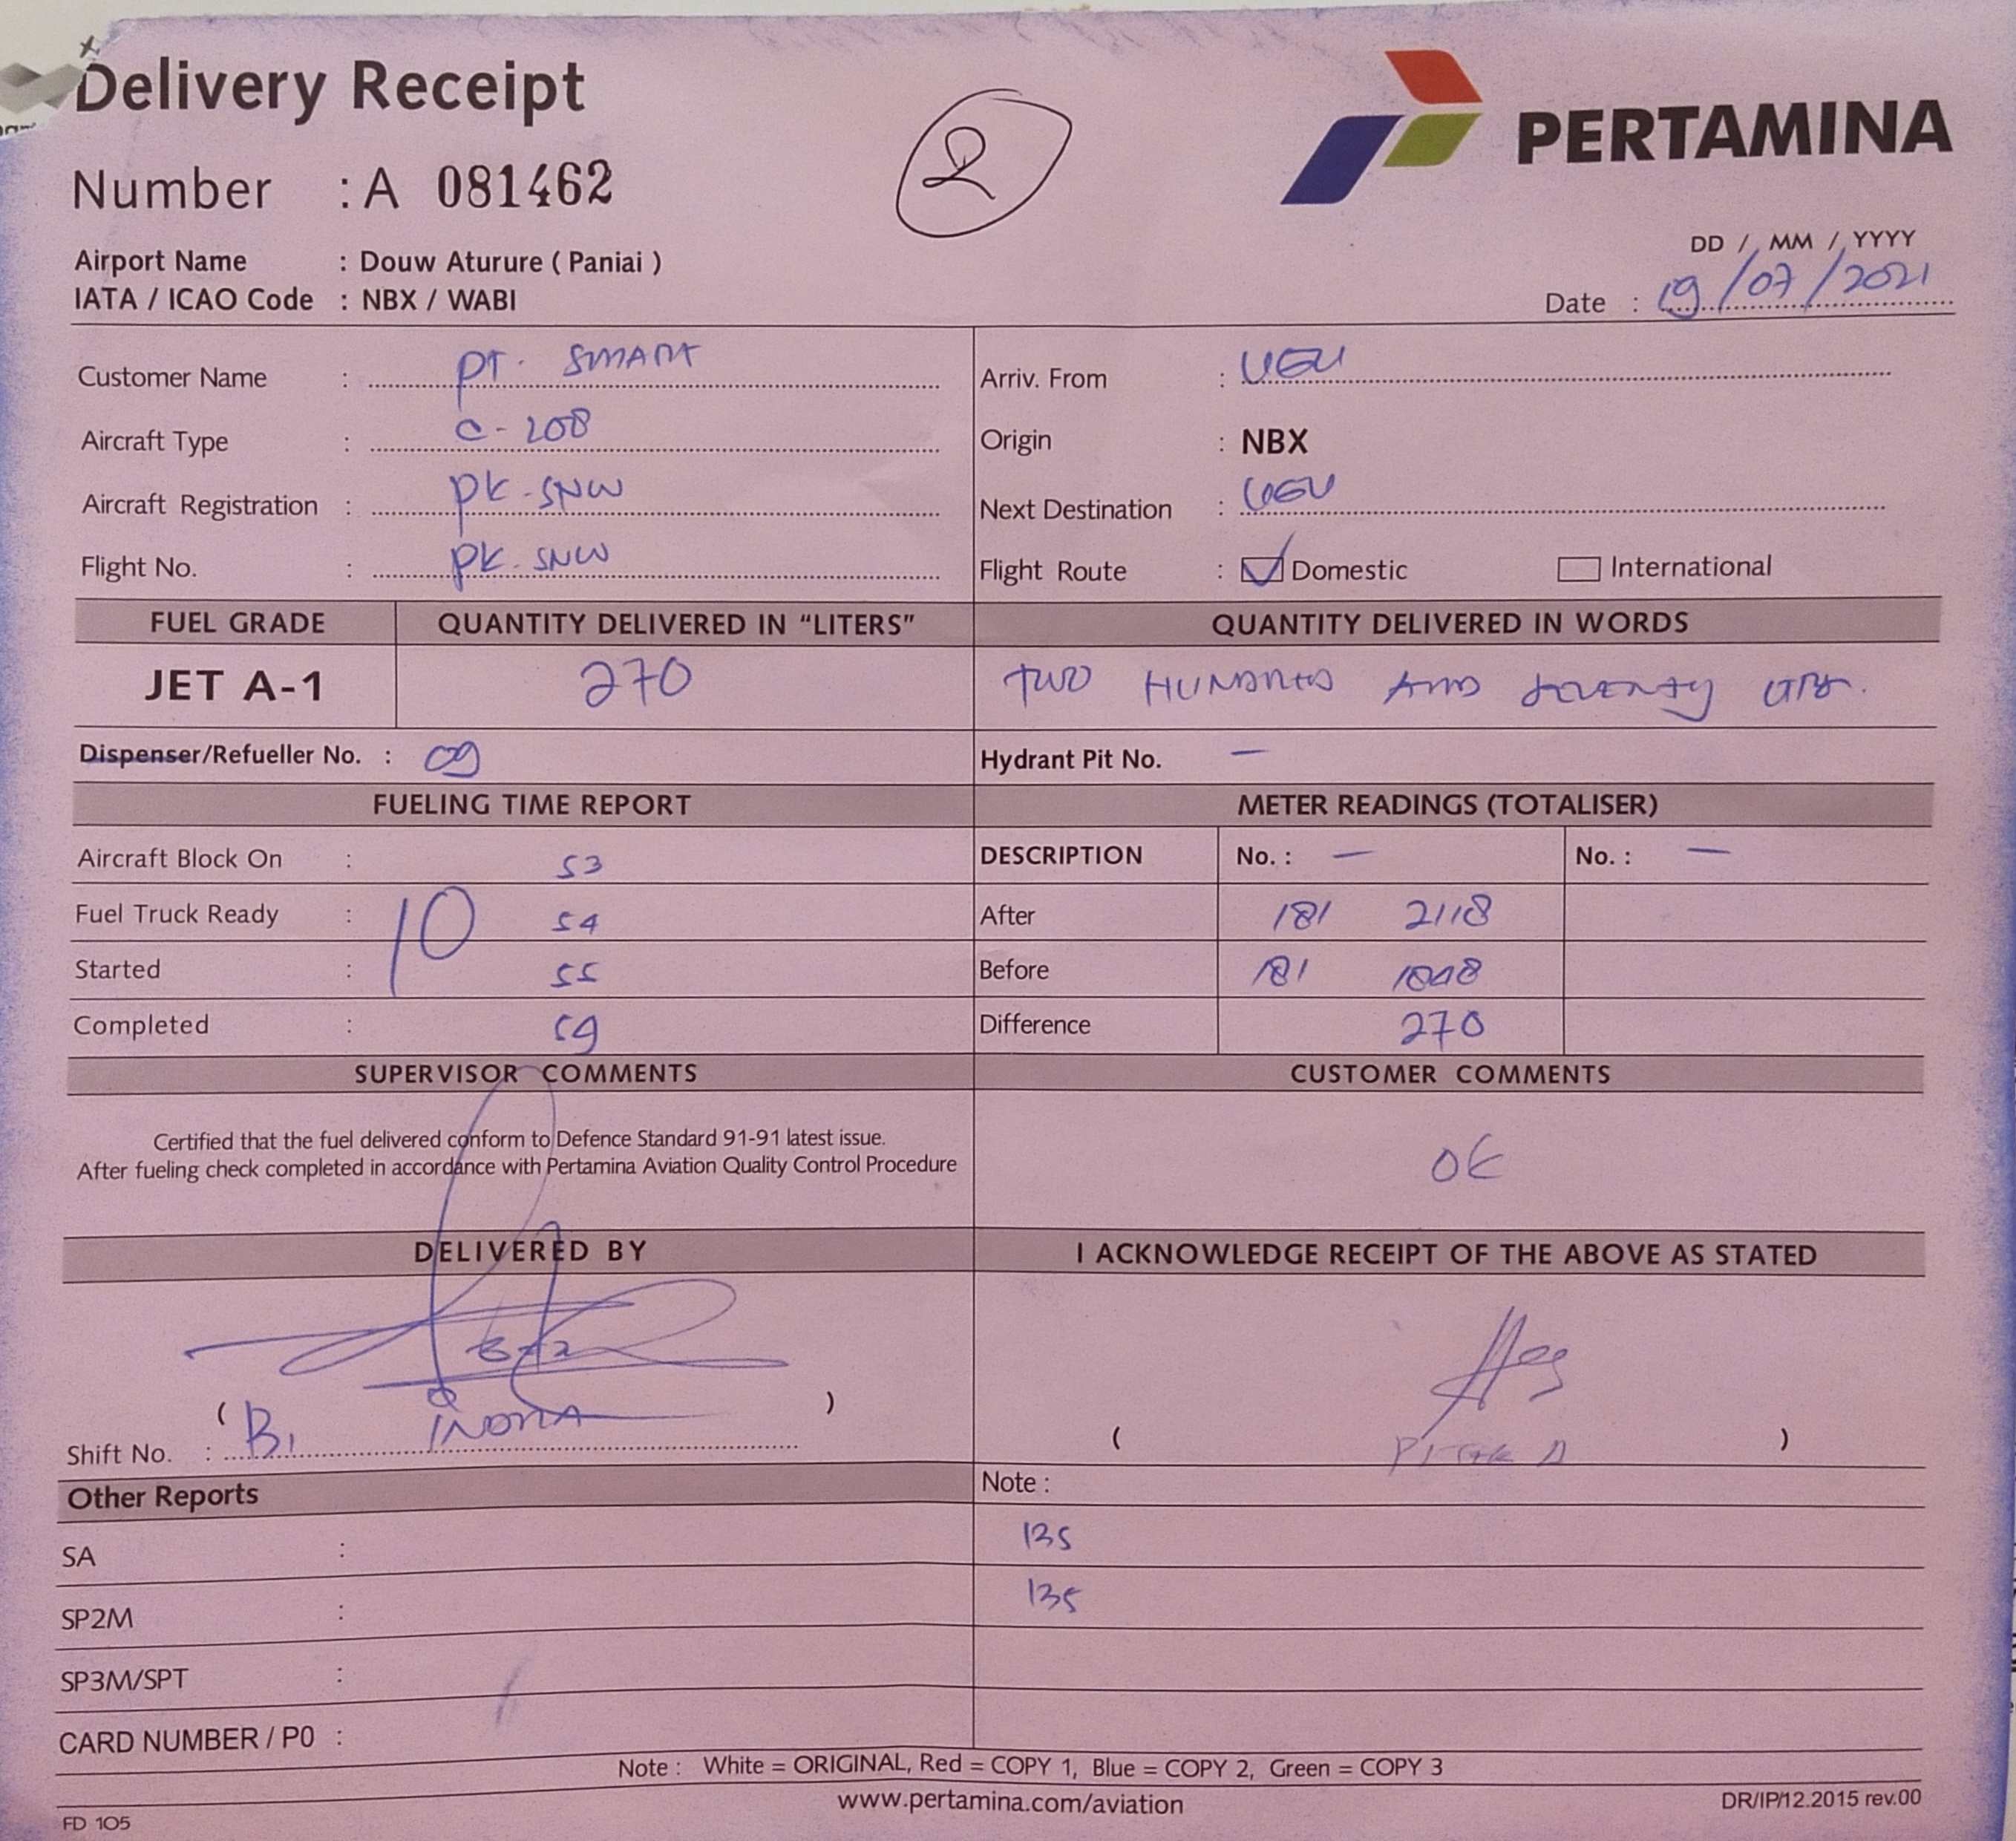 Delivery Receipt
2
PERTAMINA
Number : A 081462
DD / MM / YYYY
Airport Name : Douw Aturure ( Paniai )
IATA / ICAO Code : NBX / WABI
Date : 19/07/2021
Customer Name : PT. SMART
Arriv. From : UGU
Aircraft Type : C-208
Origin : NBX
Aircraft Registration : PK-SNW
Next Destination : UGU
Flight No. : PK-SNW
Flight Route : Domestic International
FUEL GRADE QUANTITY DELIVERED IN "LITERS" QUANTITY DELIVERED IN WORDS
JET A-1 270 TWO HUNDRED AND SEVENTY LTR.
Dispenser/Refueller No. : 09
Hydrant Pit No. –
FUELING TIME REPORT METER READINGS (TOTALISER)
Aircraft Block On : 53
DESCRIPTION No. : – No. : –
Fuel Truck Ready : 10 54
After 181 2118
Started : 55
Before 181
Completed : 59
Difference 270
SUPERVISOR COMMENTS CUSTOMER COMMENTS
Certified that the fuel delivered conform to Defence Standard 91-91 latest issue.
After fueling check completed in accordance with Pertamina Aviation Quality Control Procedure
OK
DELIVERED BY I ACKNOWLEDGE RECEIPT OF THE ABOVE AS STATED
( )
Shift No. : B1
( )
Other Reports
Note :
SA :
135
SP2M :
135
SP3M/SPT :
CARD NUMBER / P0 :
Note : White = ORIGINAL, Red = COPY 1, Blue = COPY 2, Green = COPY 3
www.pertamina.com/aviation
FD 105
DR/IP/12.2015 rev.00